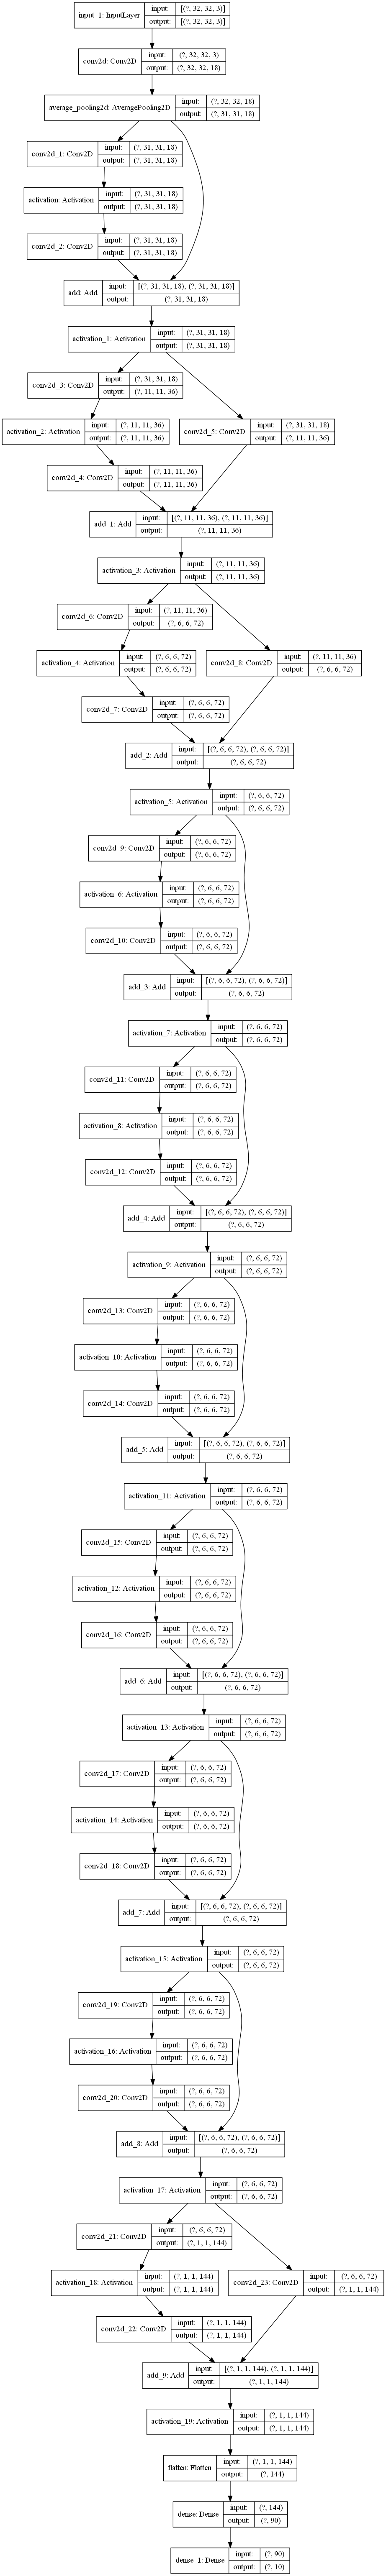 input_1: InputLayer input: [(?, 32, 32, 3)]
output: [(?, 32, 32, 3)]
conv2d: Conv2D input: (?, 32, 32, 3)
output: (?, 32, 32, 18)
average_pooling2d: AveragePooling2D input: (?, 32, 32, 18)
output: (?, 31, 31, 18)
conv2d_1: Conv2D input: (?, 31, 31, 18)
output: (?, 31, 31, 18)
activation: Activation input: (?, 31, 31, 18)
output: (?, 31, 31, 18)
conv2d_2: Conv2D input: (?, 31, 31, 18)
output: (?, 31, 31, 18)
add: Add input: [(?, 31, 31, 18), (?, 31, 31, 18)]
output: (?, 31, 31, 18)
activation_1: Activation input: (?, 31, 31, 18)
output: (?, 31, 31, 18)
conv2d_3: Conv2D input: (?, 31, 31, 18)
output: (?, 11, 11, 36)
activation_2: Activation input: (?, 11, 11, 36)
output: (?, 11, 11, 36)
conv2d_5: Conv2D input: (?, 31, 31, 18)
output: (?, 11, 11, 36)
conv2d_4: Conv2D input: (?, 11, 11, 36)
output: (?, 11, 11, 36)
add_1: Add input: [(?, 11, 11, 36), (?, 11, 11, 36)]
output: (?, 11, 11, 36)
activation_3: Activation input: (?, 11, 11, 36)
output: (?, 11, 11, 36)
conv2d_6: Conv2D input: (?, 11, 11, 36)
output: (?, 6, 6, 72)
activation_4: Activation input: (?, 6, 6, 72)
output: (?, 6, 6, 72)
conv2d_8: Conv2D input: (?, 11, 11, 36)
output: (?, 6, 6, 72)
conv2d_7: Conv2D input: (?, 6, 6, 72)
output: (?, 6, 6, 72)
add_2: Add input: [(?, 6, 6, 72), (?, 6, 6, 72)]
output: (?, 6, 6, 72)
activation_5: Activation input: (?, 6, 6, 72)
output: (?, 6, 6, 72)
conv2d_9: Conv2D input: (?, 6, 6, 72)
output: (?, 6, 6, 72)
activation_6: Activation input: (?, 6, 6, 72)
output: (?, 6, 6, 72)
conv2d_10: Conv2D input: (?, 6, 6, 72)
output: (?, 6, 6, 72)
add_3: Add input: [(?, 6, 6, 72), (?, 6, 6, 72)]
output: (?, 6, 6, 72)
activation_7: Activation input: (?, 6, 6, 72)
output: (?, 6, 6, 72)
conv2d_11: Conv2D input: (?, 6, 6, 72)
output: (?, 6, 6, 72)
activation_8: Activation input: (?, 6, 6, 72)
output: (?, 6, 6, 72)
conv2d_12: Conv2D input: (?, 6, 6, 72)
output: (?, 6, 6, 72)
add_4: Add input: [(?, 6, 6, 72), (?, 6, 6, 72)]
output: (?, 6, 6, 72)
activation_9: Activation input: (?, 6, 6, 72)
output: (?, 6, 6, 72)
conv2d_13: Conv2D input: (?, 6, 6, 72)
output: (?, 6, 6, 72)
activation_10: Activation input: (?, 6, 6, 72)
output: (?, 6, 6, 72)
conv2d_14: Conv2D input: (?, 6, 6, 72)
output: (?, 6, 6, 72)
add_5: Add input: [(?, 6, 6, 72), (?, 6, 6, 72)]
output: (?, 6, 6, 72)
activation_11: Activation input: (?, 6, 6, 72)
output: (?, 6, 6, 72)
conv2d_15: Conv2D input: (?, 6, 6, 72)
output: (?, 6, 6, 72)
activation_12: Activation input: (?, 6, 6, 72)
output: (?, 6, 6, 72)
conv2d_16: Conv2D input: (?, 6, 6, 72)
output: (?, 6, 6, 72)
add_6: Add input: [(?, 6, 6, 72), (?, 6, 6, 72)]
output: (?, 6, 6, 72)
activation_13: Activation input: (?, 6, 6, 72)
output: (?, 6, 6, 72)
conv2d_17: Conv2D input: (?, 6, 6, 72)
output: (?, 6, 6, 72)
activation_14: Activation input: (?, 6, 6, 72)
output: (?, 6, 6, 72)
conv2d_18: Conv2D input: (?, 6, 6, 72)
output: (?, 6, 6, 72)
add_7: Add input: [(?, 6, 6, 72), (?, 6, 6, 72)]
output: (?, 6, 6, 72)
activation_15: Activation input: (?, 6, 6, 72)
output: (?, 6, 6, 72)
conv2d_19: Conv2D input: (?, 6, 6, 72)
output: (?, 6, 6, 72)
activation_16: Activation input: (?, 6, 6, 72)
output: (?, 6, 6, 72)
conv2d_20: Conv2D input: (?, 6, 6, 72)
output: (?, 6, 6, 72)
add_8: Add input: [(?, 6, 6, 72), (?, 6, 6, 72)]
output: (?, 6, 6, 72)
activation_17: Activation input: (?, 6, 6, 72)
output: (?, 6, 6, 72)
conv2d_21: Conv2D input: (?, 6, 6, 72)
output: (?, 1, 1, 144)
activation_18: Activation input: (?, 1, 1, 144)
output: (?, 1, 1, 144)
conv2d_23: Conv2D input: (?, 6, 6, 72)
output: (?, 1, 1, 144)
conv2d_22: Conv2D input: (?, 1, 1, 144)
output: (?, 1, 1, 144)
add_9: Add input: [(?, 1, 1, 144), (?, 1, 1, 144)]
output: (?, 1, 1, 144)
activation_19: Activation input: (?, 1, 1, 144)
output: (?, 1, 1, 144)
flatten: Flatten input: (?, 1, 1, 144)
output: (?, 144)
dense: Dense input: (?, 144)
output: (?, 90)
dense_1: Dense input: (?, 90)
output: (?, 10)